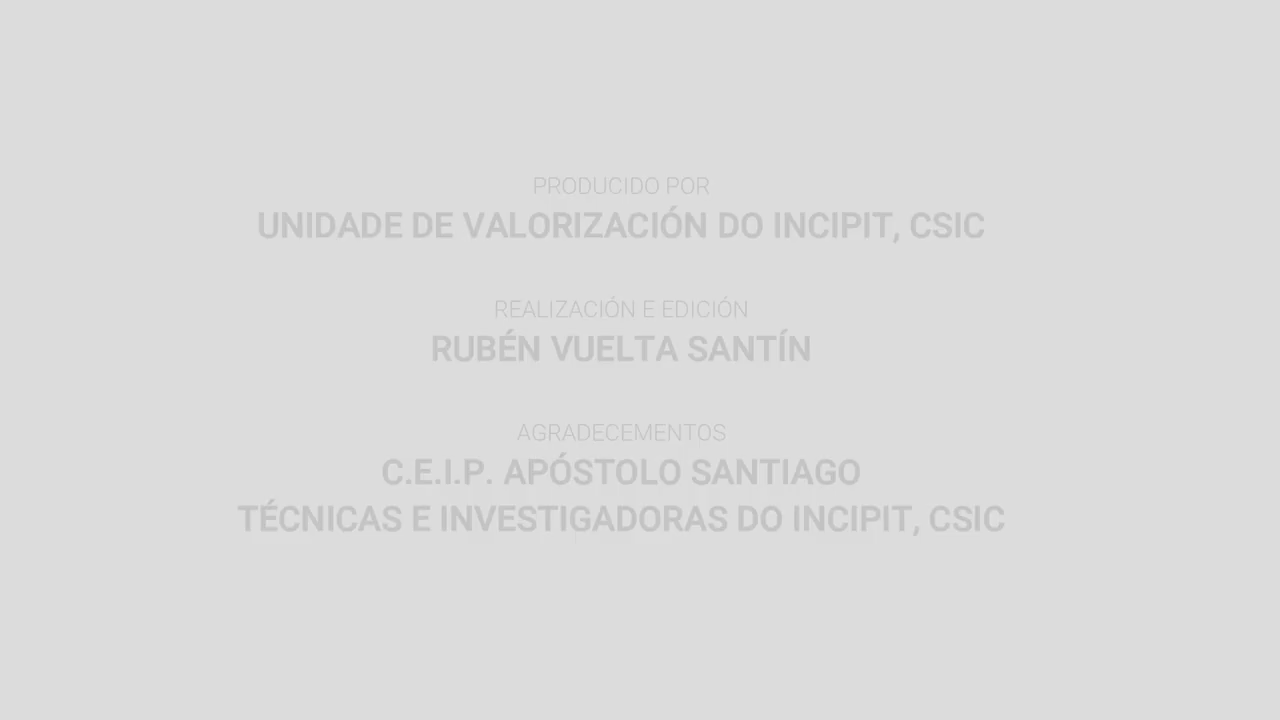 PRODUCIDO POR
UNIDADE DE VALORIZACIÓN DO INCIPIT, CSIC
REALIZACIÓN E EDICIÓN
RUBÉN VUELTA SANTÍN
AGRADECEMENTOS
C.E.I.P. APÓSTOLO SANTIAGO
TÉCNICAS E INVESTIGADORAS DO INCIPIT, CSIC